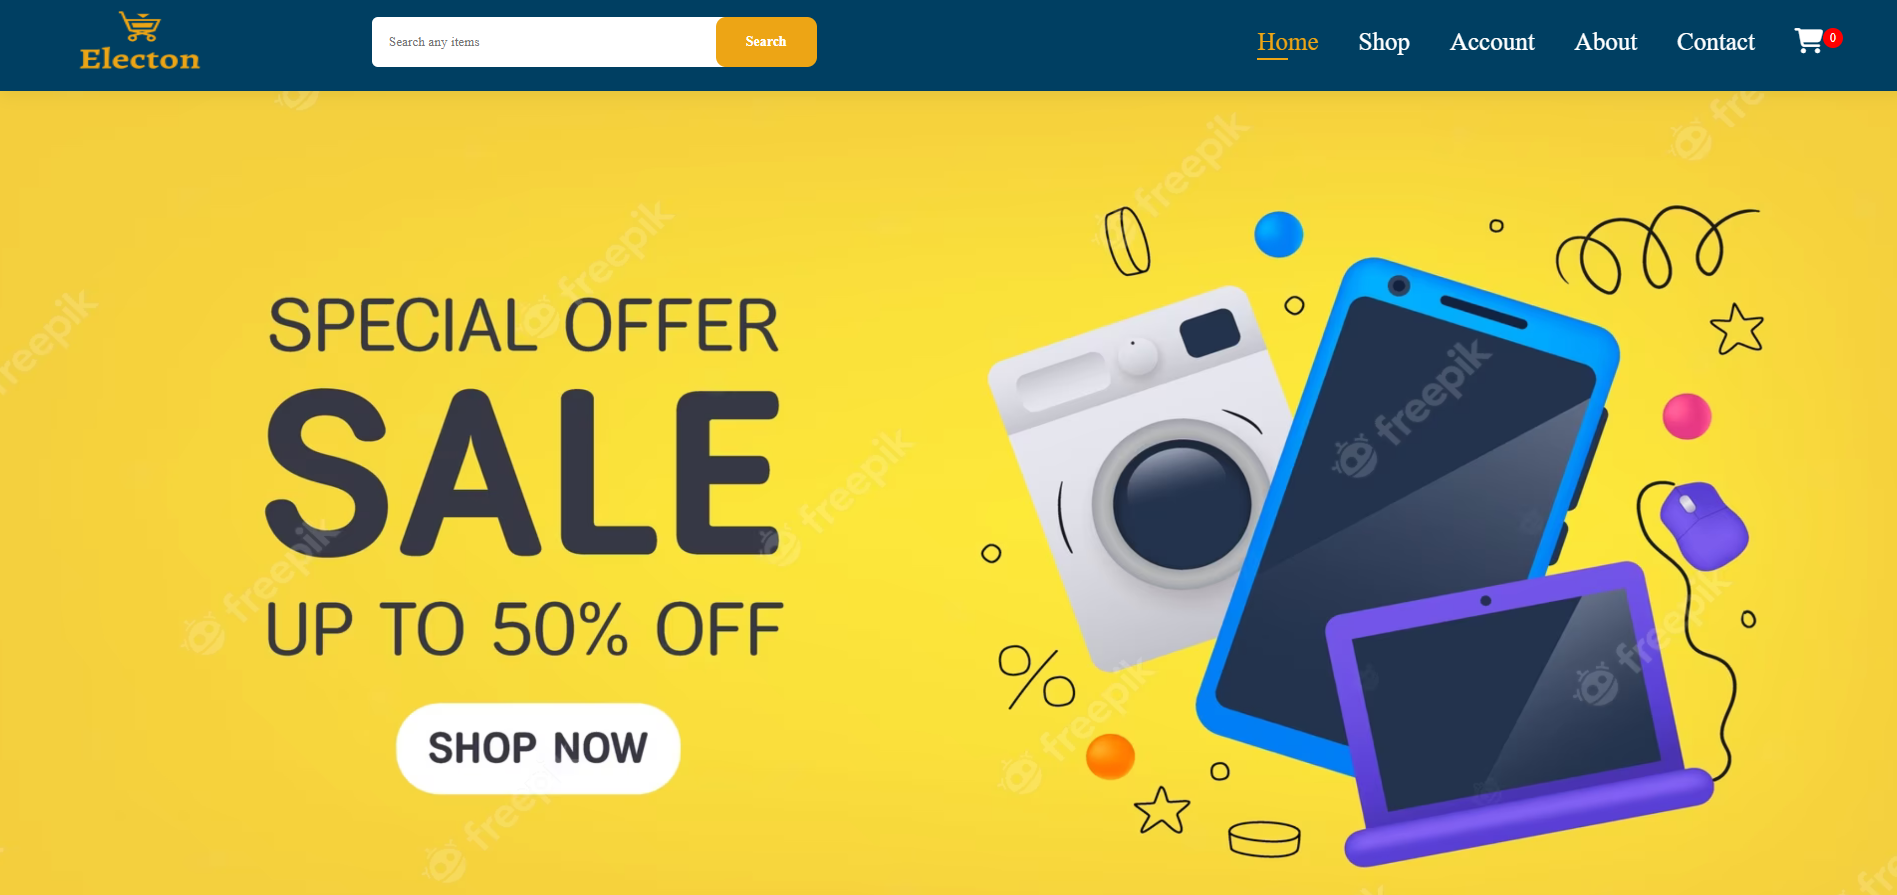 Electon
Search any items
Search
Home
Shop
Account
About
Contact
0
SPECIAL OFFER
SALE
UP TO 50% OFF
SHOP NOW
freepik
freepik
freepik
freepik
freepik
freepik
freepik
freepik
freepik
freepik